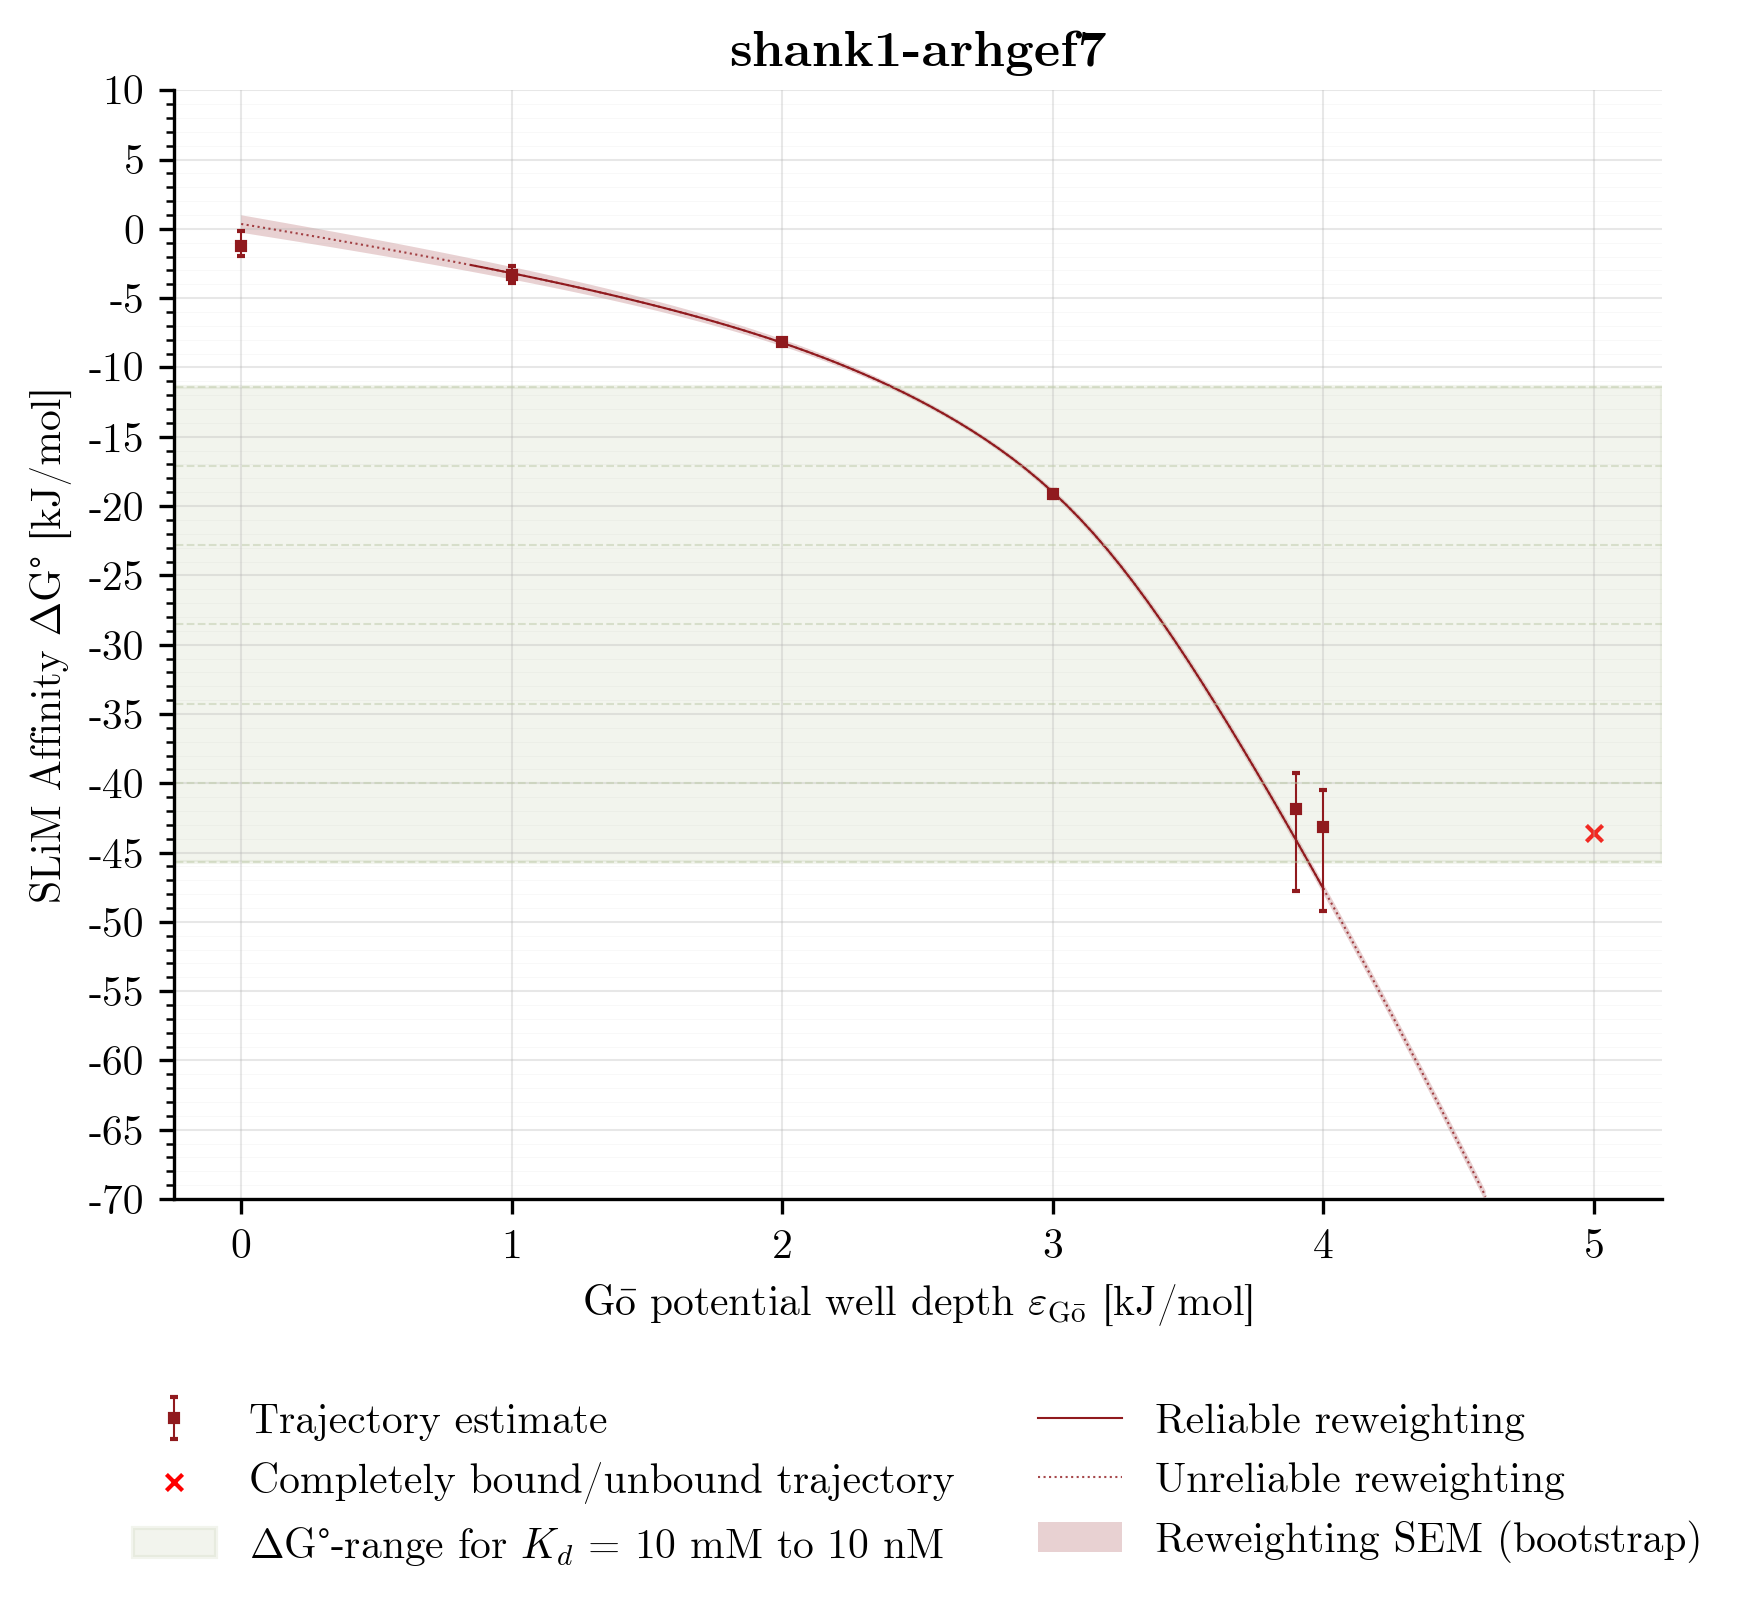 shank1-arhgef7
10
5
0
-5
-10
-15
-20
-25
-30
-35
-40
-45
-50
-55
-60
-65
-70
SLiM Affinity ΔG° [kJ/mol]
0 1 2 3 4 5
Gō potential well depth εGō [kJ/mol]
Trajectory estimate
Completely bound/unbound trajectory
ΔG°-range for Kd = 10 mM to 10 nM
Reliable reweighting
Unreliable reweighting
Reweighting SEM (bootstrap)